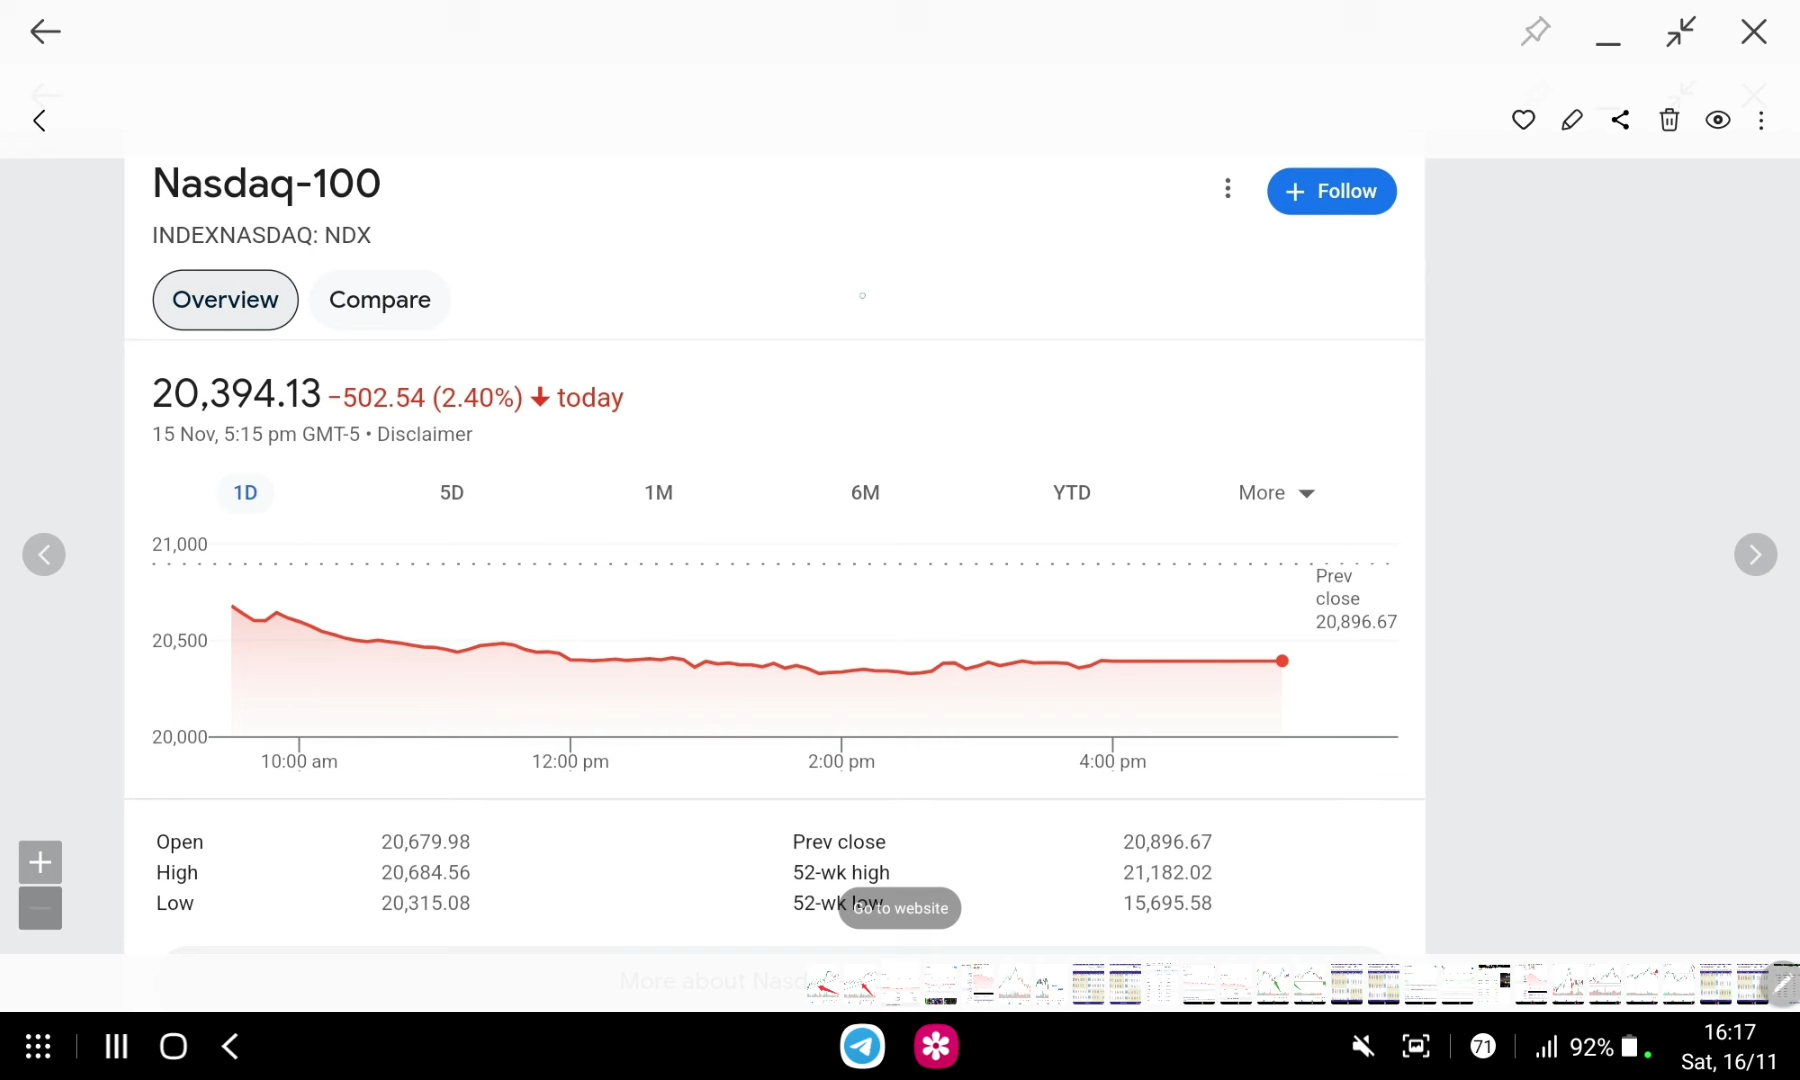 Nasdaq-100
+ Follow
INDEXNASDAQ: NDX
Overview
Compare
20,394.13 −502.54 (2.40%) ↓ today
15 Nov, 5:15 pm GMT-5 • Disclaimer
1D 5D 1M 6M YTD More
21,000
Prev
close
20,896.67
20,500
20,000
10:00 am 12:00 pm 2:00 pm 4:00 pm
Open 20,679.98 Prev close 20,896.67
High 20,684.56 52-wk high 21,182.02
Low 20,315.08 52-wk low 15,695.58
Go to website
More about Nasd
71 92% 16:17
Sat, 16/11